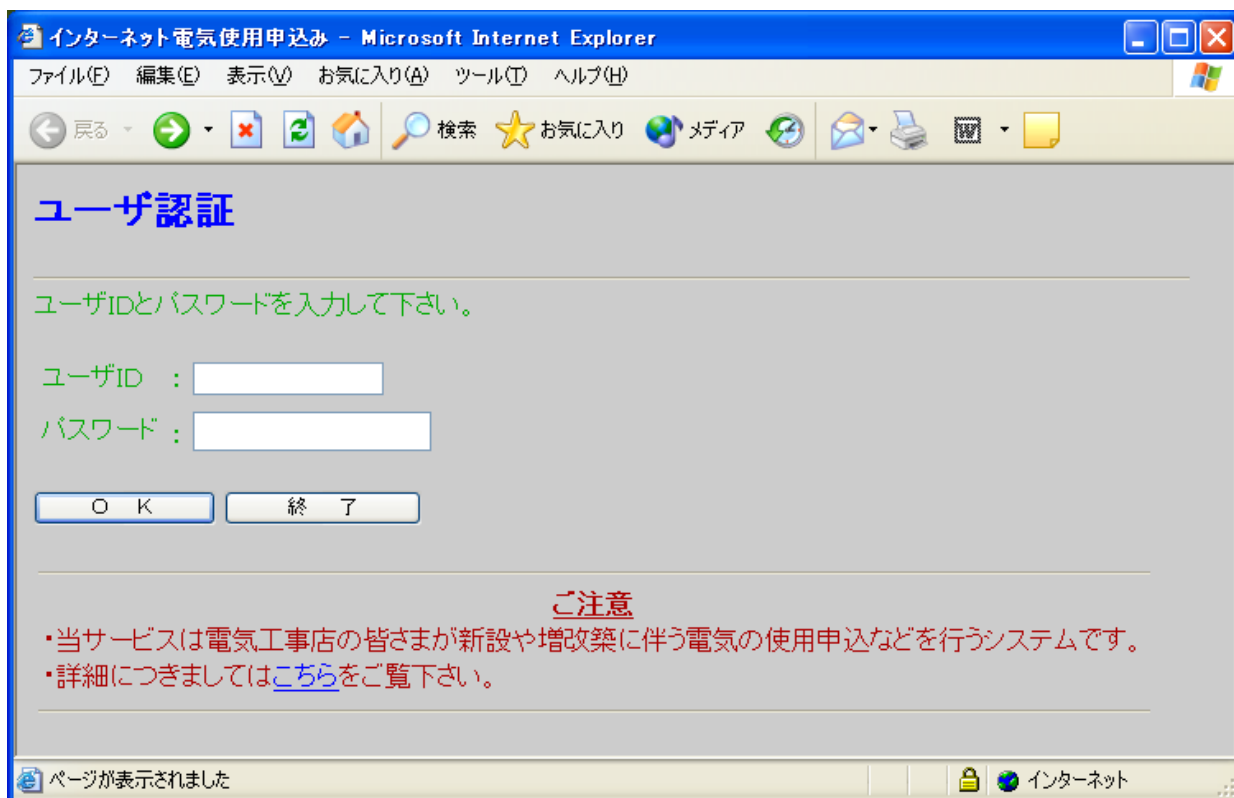 インターネット電気使用申込み - Microsoft Internet Explorer
ファイル(F) 編集(E) 表示(V) お気に入り(A) ツール(T) ヘルプ(H)
戻る 検索 お気に入り メディア
ユーザ認証
ユーザIDとパスワードを入力して下さい。
ユーザID :
パスワード :
O K 終 了
ご注意
・当サービスは電気工事店の皆さまが新設や増改築に伴う電気の使用申込などを行うシステムです。
・詳細につきましてはこちらをご覧下さい。
ページが表示されました インターネット